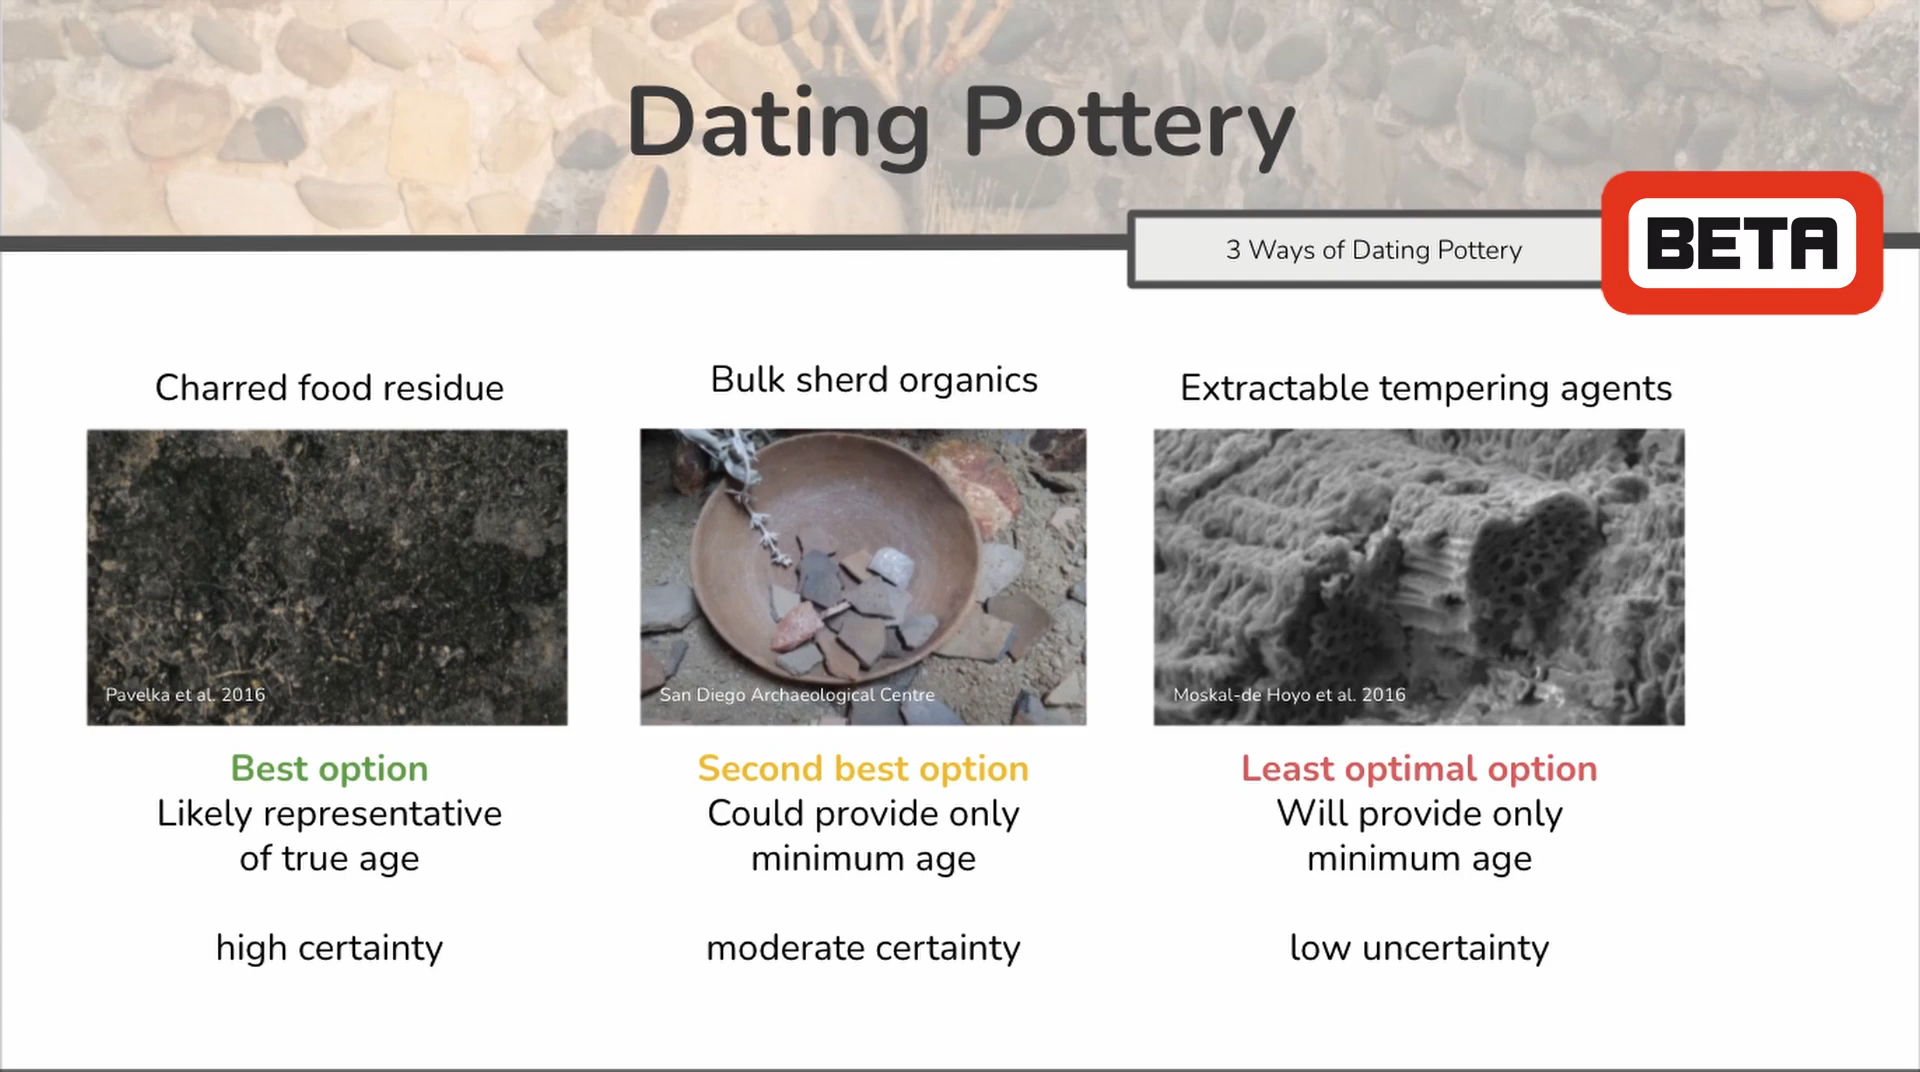 Dating Pottery
3 Ways of Dating Pottery
BETA
Charred food residue
Pavelka et al. 2016
Best option
Likely representative
of true age
high certainty
Bulk sherd organics
San Diego Archaeological Centre
Second best option
Could provide only
minimum age
moderate certainty
Extractable tempering agents
Moskal-de Hoyo et al. 2016
Least optimal option
Will provide only
minimum age
low uncertainty